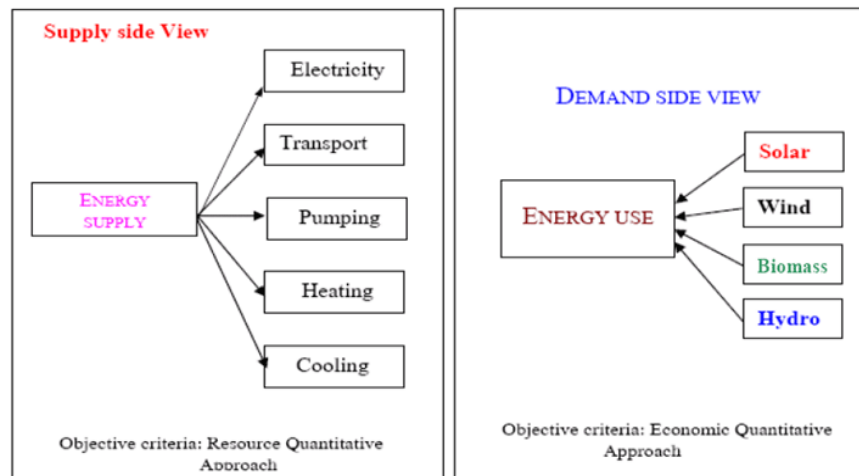 Supply side View
Electricity
Transport
ENERGY
SUPPLY
Pumping
Heating
Cooling
Objective criteria: Resource Quantitative
Approach
DEMAND SIDE VIEW
Solar
ENERGY USE
Wind
Biomass
Hydro
Objective criteria: Economic Quantitative
Approach